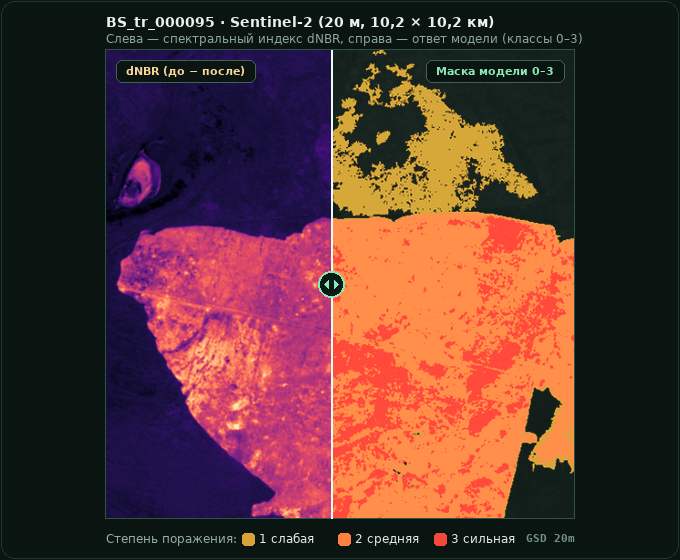 BS_tr_000095 · Sentinel-2 (20 м, 10,2 × 10,2 км)
Слева — спектральный индекс dNBR, справа — ответ модели (классы 0–3)
dNBR (до − после)
Маска модели 0–3
Степень поражения: 1 слабая 2 средняя 3 сильная GSD 20m